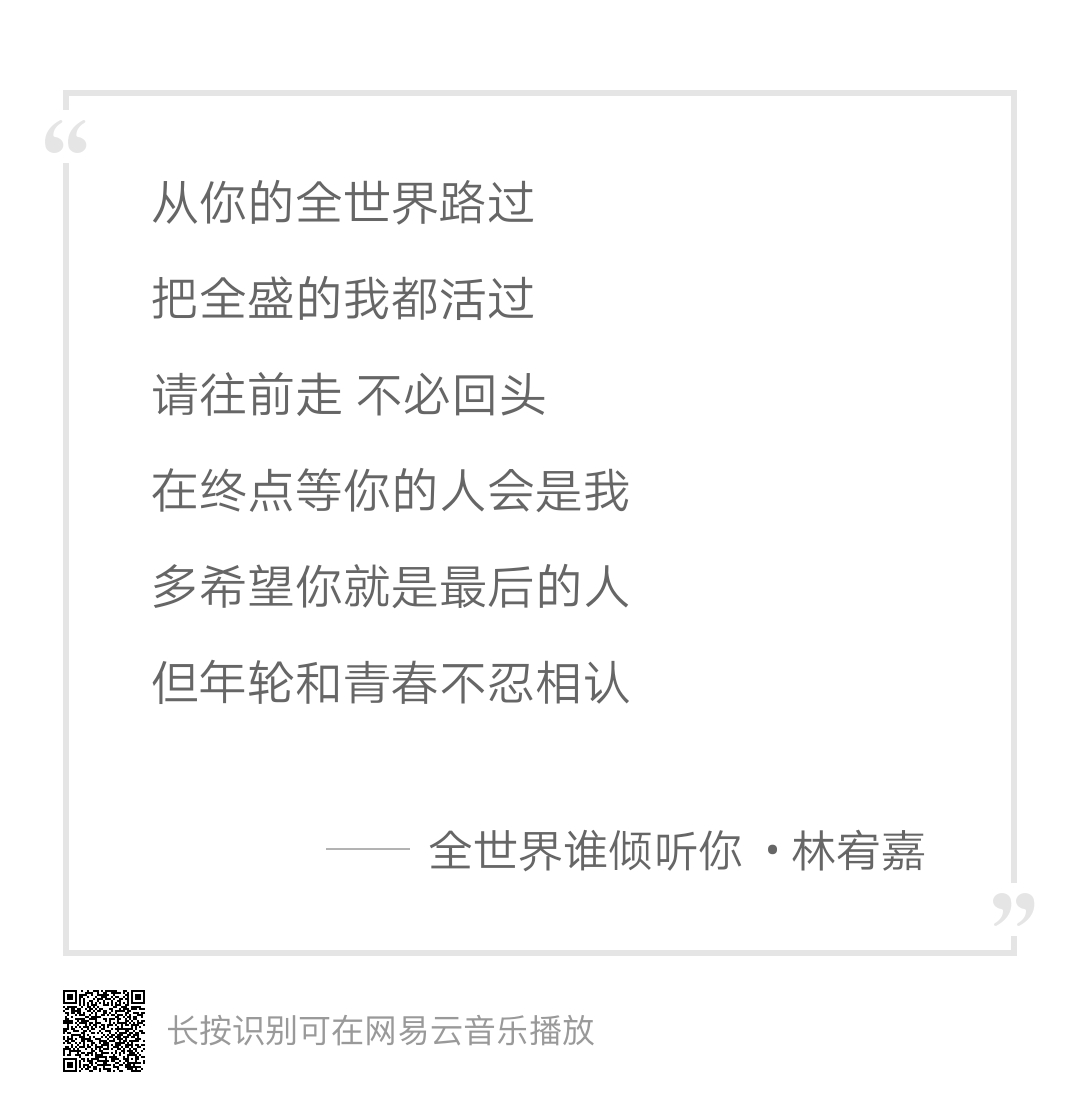 “
从你的全世界路过
把全盛的我都活过
请往前走 不必回头
在终点等你的人会是我
多希望你就是最后的人
但年轮和青春不忍相认
—— 全世界谁倾听你 • 林宥嘉
”
长按识别可在网易云音乐播放